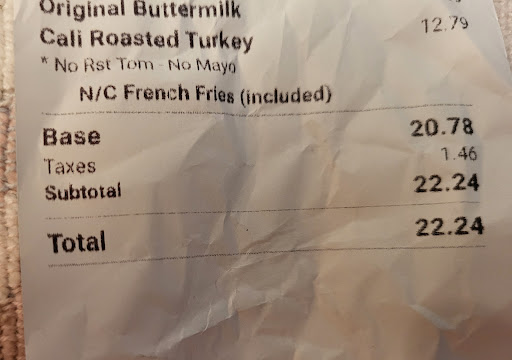 Original Buttermilk
Cali Roasted Turkey 12.79
* No Rst Tom - No Mayo
N/C French Fries (included)
Base 20.78
Taxes 1.46
Subtotal 22.24
Total 22.24